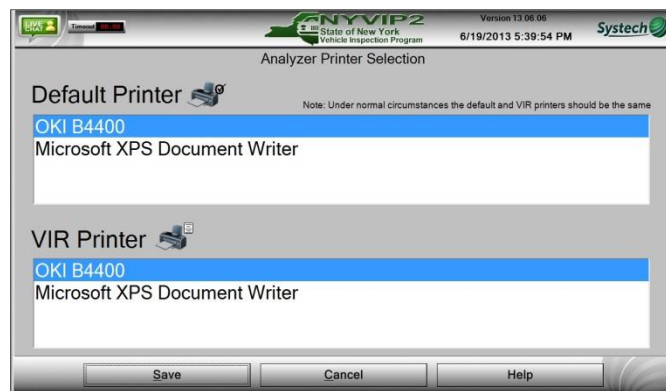 LIVE CHAT
Timeout 00:00
NYVIP2
State of New York
Vehicle Inspection Program
Version 13.06.06
6/19/2013 5:39:54 PM
Systech
Analyzer Printer Selection
Default Printer
Note: Under normal circumstances the default and VIR printers should be the same
OKI B4400
Microsoft XPS Document Writer
VIR Printer
OKI B4400
Microsoft XPS Document Writer
Save
Cancel
Help